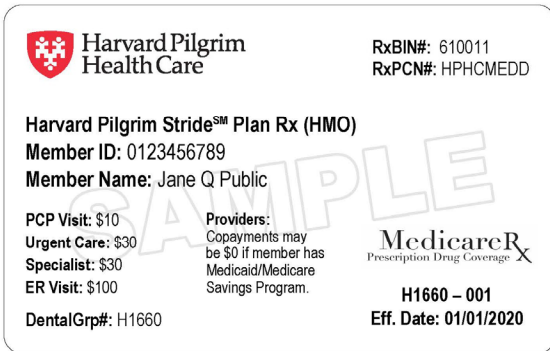 Harvard Pilgrim
Health Care
RxBIN#: 610011
RxPCN#: HPHCMEDD
Harvard Pilgrim Stride℠ Plan Rx (HMO)
Member ID: 0123456789
Member Name: Jane Q Public
SAMPLE
PCP Visit: $10
Urgent Care: $30
Specialist: $30
ER Visit: $100
DentalGrp#: H1660
Providers:
Copayments may
be $0 if member has
Medicaid/Medicare
Savings Program.
MedicareRx
Prescription Drug Coverage
H1660 – 001
Eff. Date: 01/01/2020